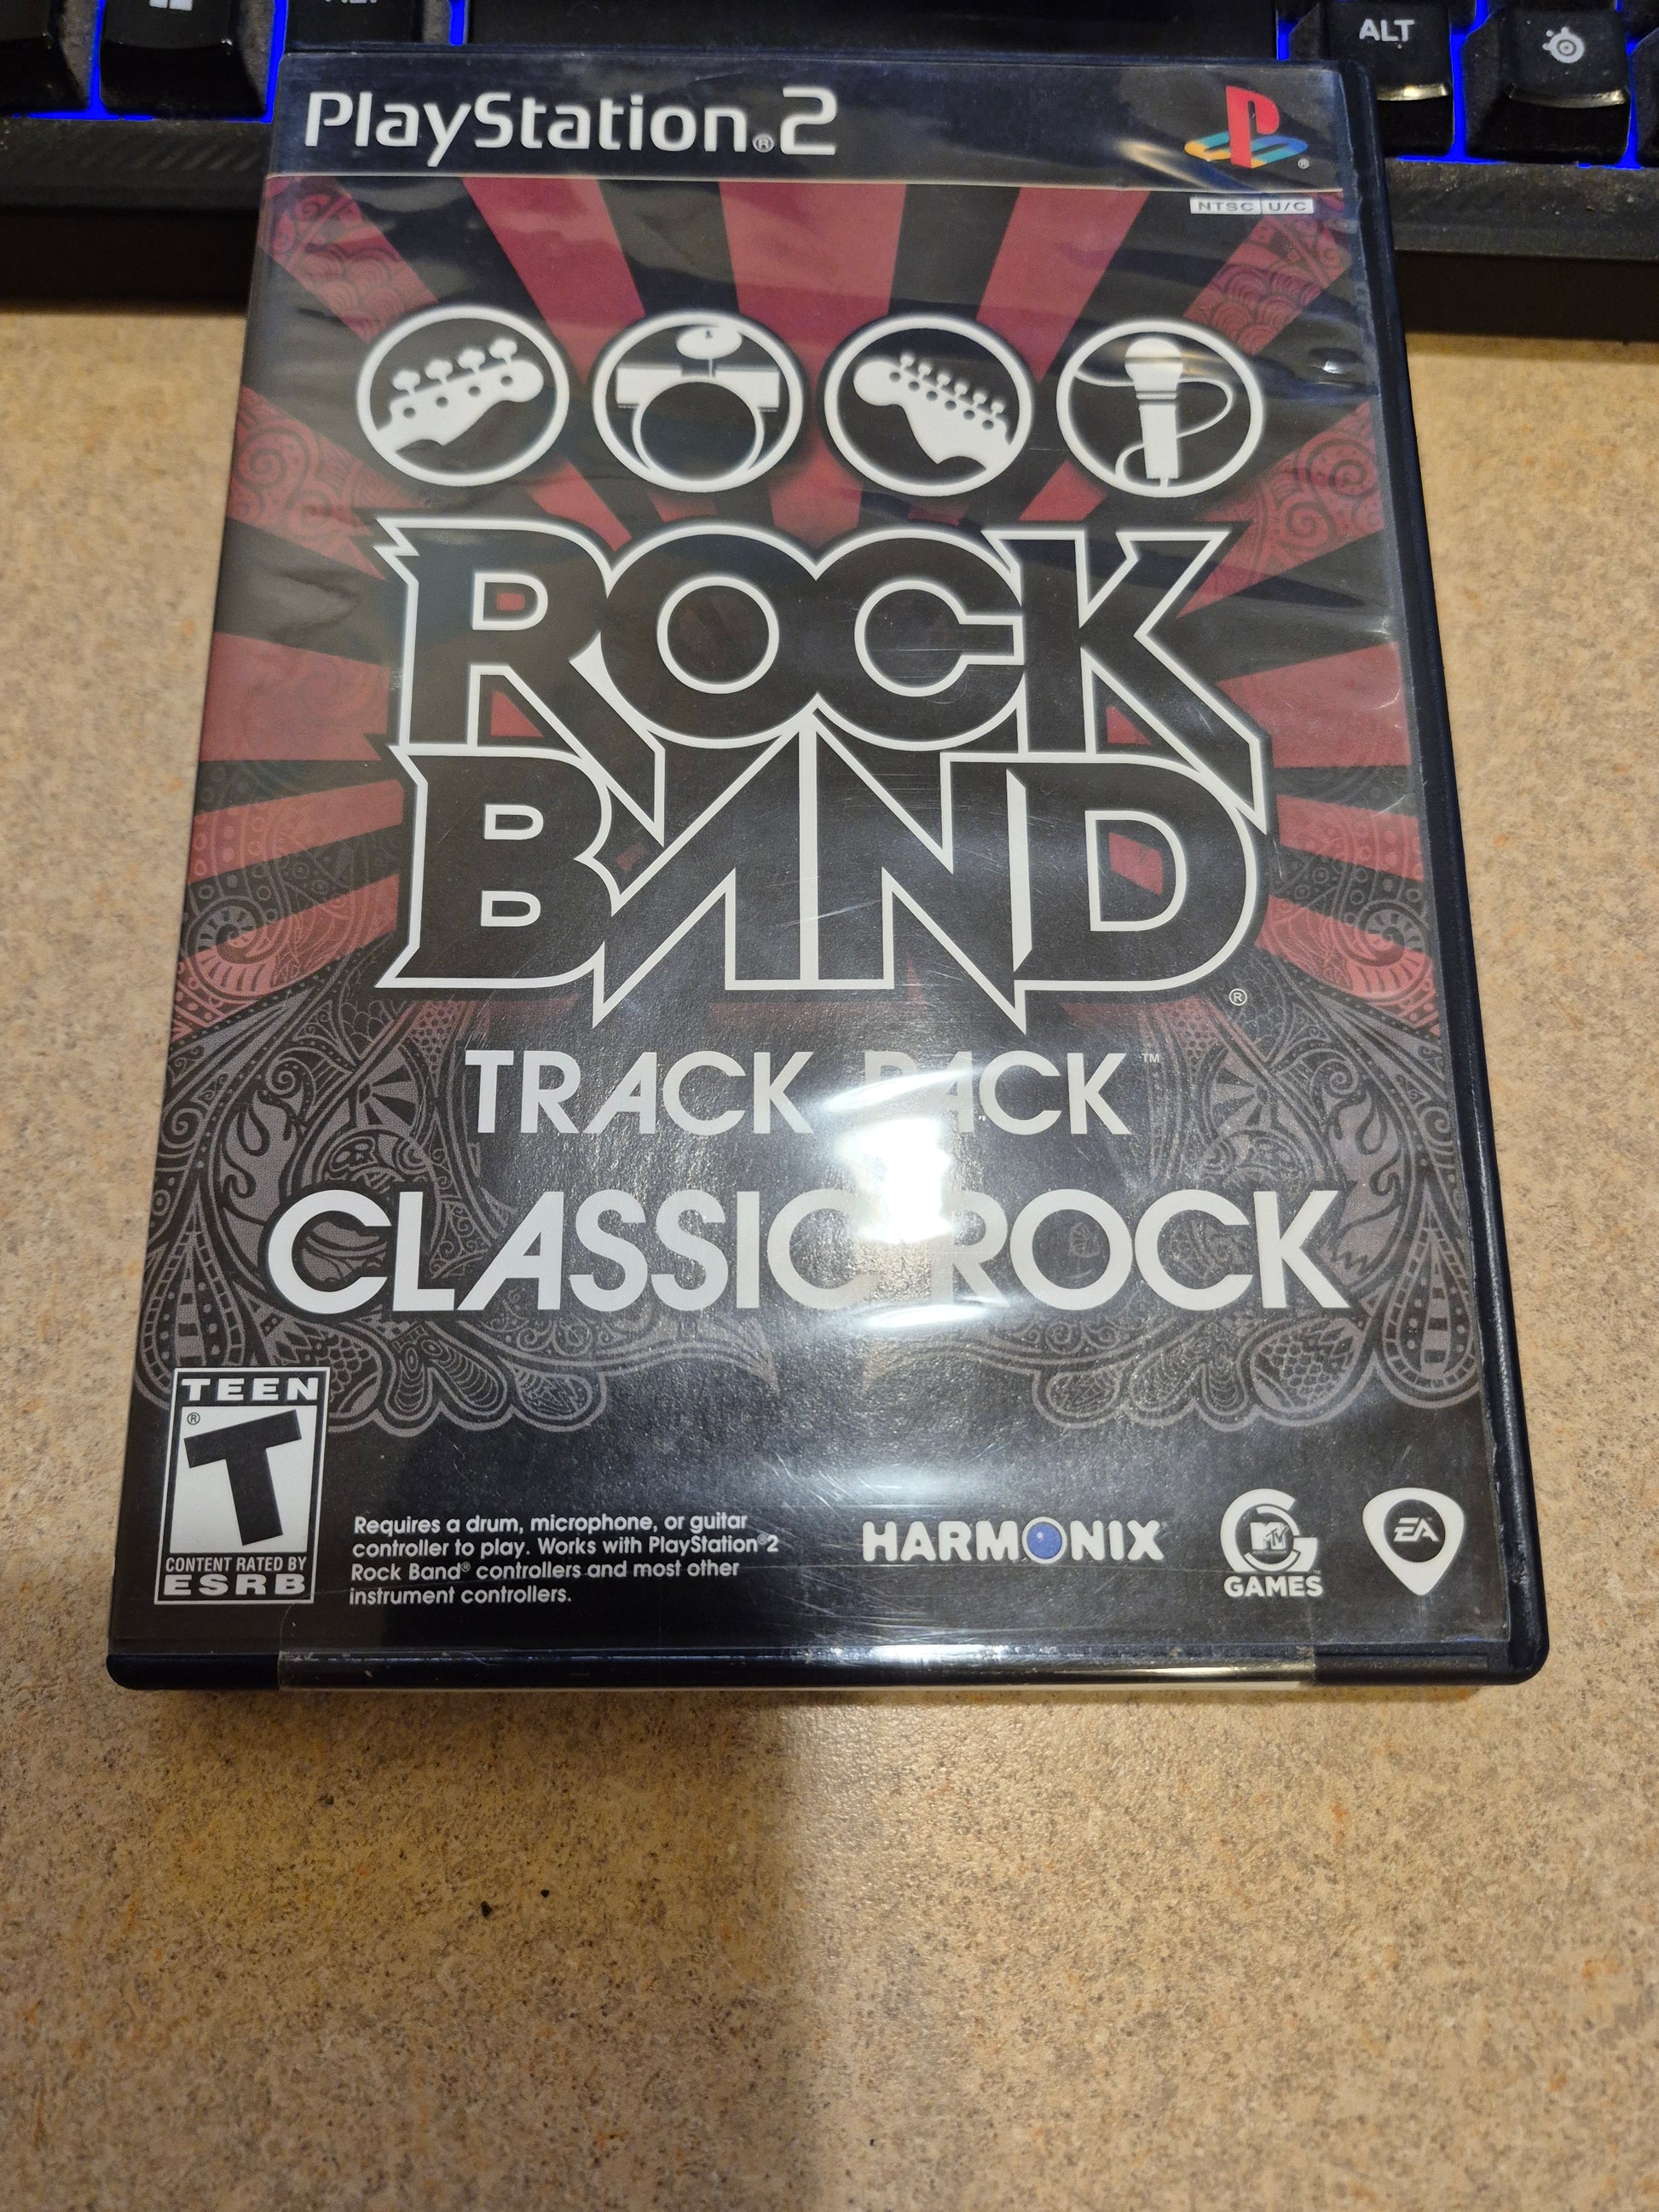 ALT
PlayStation®2
NTSC U/C
ROCK
BAND®
TRACK PACK™
CLASSIC ROCK
TEEN
®
T
CONTENT RATED BY
ESRB
Requires a drum, microphone, or guitar
controller to play. Works with PlayStation®2
Rock Band® controllers and most other
instrument controllers.
HARMONIX
MTV
GAMES
EA